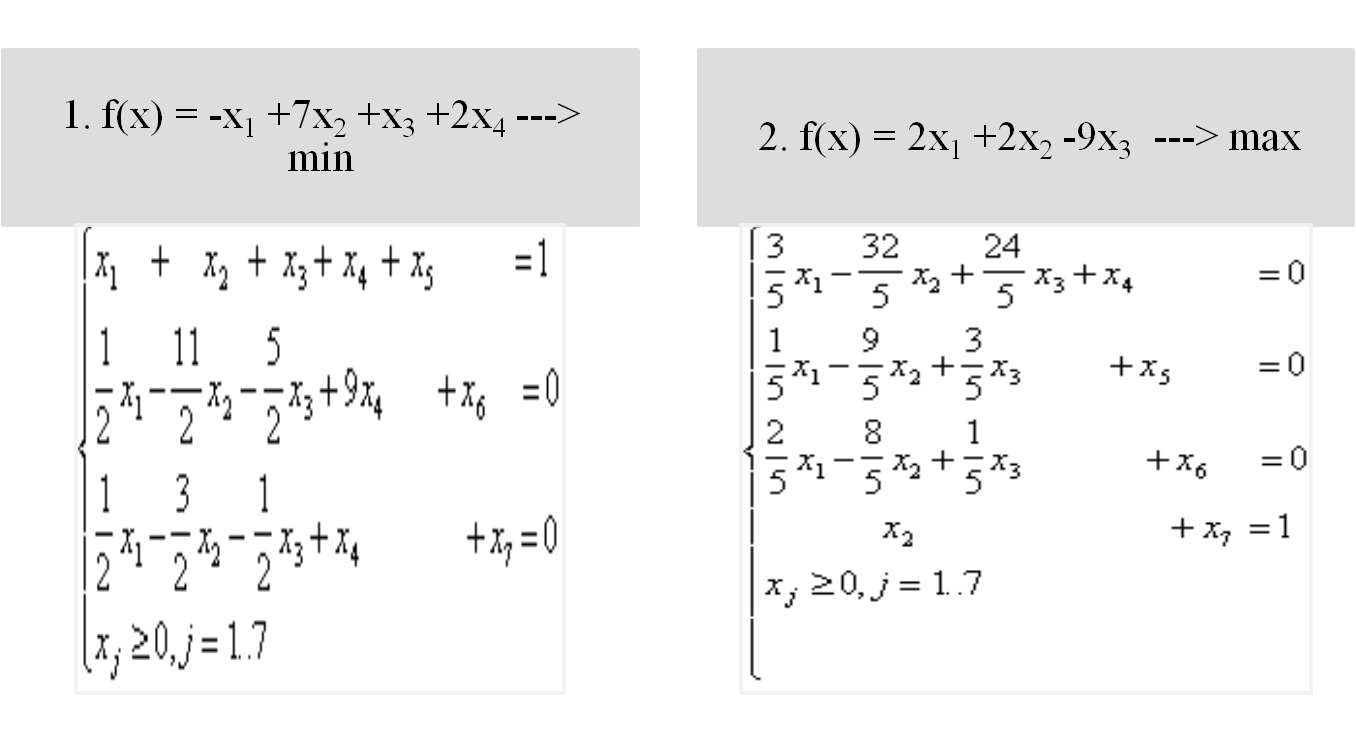 1. f(x) = -x₁ +7x₂ +x₃ +2x₄ --->
min
x₁ + x₂ + x₃ + x₄ + x₅ =1
1/2 x₁ − 11/2 x₂ − 5/2 x₃ + 9x₄ + x₆ =0
1/2 x₁ − 3/2 x₂ − 1/2 x₃ + x₄ + x₇ =0
xⱼ ≥0, j = 1..7
2. f(x) = 2x₁ +2x₂ -9x₃ ---> max
3/5 x₁ − 32/5 x₂ + 24/5 x₃ + x₄ = 0
1/5 x₁ − 9/5 x₂ + 3/5 x₃ + x₅ = 0
2/5 x₁ − 8/5 x₂ + 1/5 x₃ + x₆ = 0
x₂ + x₇ = 1
xⱼ ≥0, j = 1..7